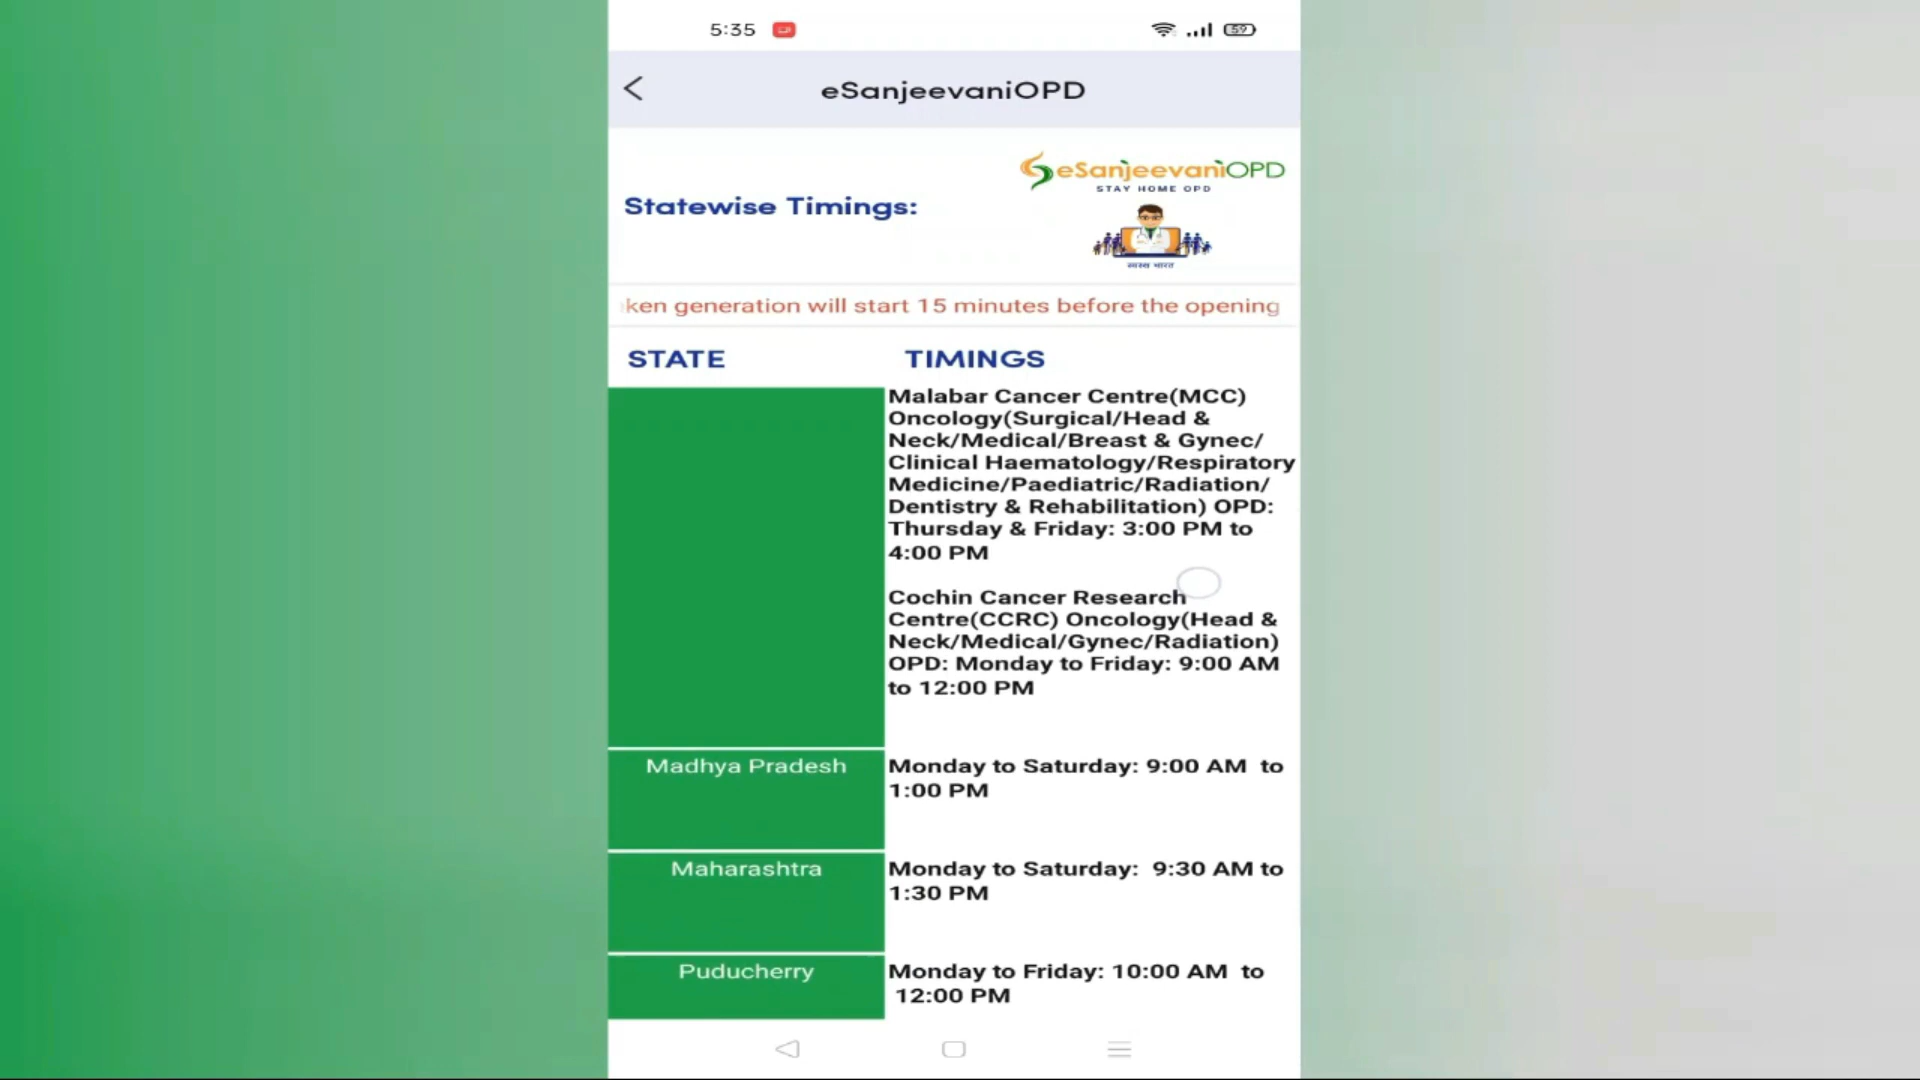 5:35
59
eSanjeevaniOPD
eSanjeevaniOPD
STAY HOME OPD
Statewise Timings:
स्वस्थ भारत
ken generation will start 15 minutes before the opening
STATE
TIMINGS
Malabar Cancer Centre(MCC)
Oncology(Surgical/Head &
Neck/Medical/Breast & Gynec/
Clinical Haematology/Respiratory
Medicine/Paediatric/Radiation/
Dentistry & Rehabilitation) OPD:
Thursday & Friday: 3:00 PM to
4:00 PM
Cochin Cancer Research
Centre(CCRC) Oncology(Head &
Neck/Medical/Gynec/Radiation)
OPD: Monday to Friday: 9:00 AM
to 12:00 PM
Madhya Pradesh
Monday to Saturday: 9:00 AM to
1:00 PM
Maharashtra
Monday to Saturday: 9:30 AM to
1:30 PM
Puducherry
Monday to Friday: 10:00 AM to
12:00 PM